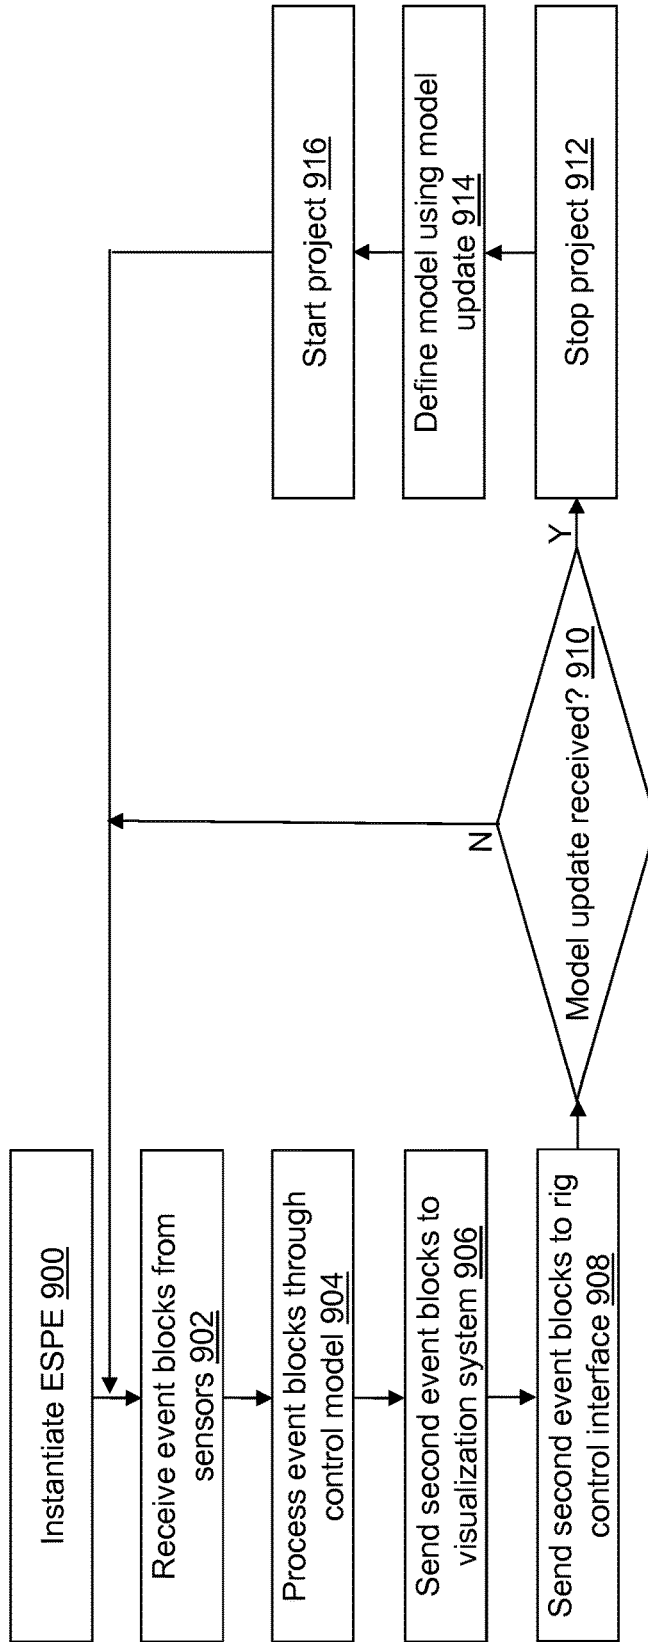 Instantiate ESPE 900
Receive event blocks from
sensors 902
Process event blocks through
control model 904
Send second event blocks to
visualization system 906
Send second event blocks to rig
control interface 908
Model update received? 910
N
Y
Stop project 912
Define model using model
update 914
Start project 916